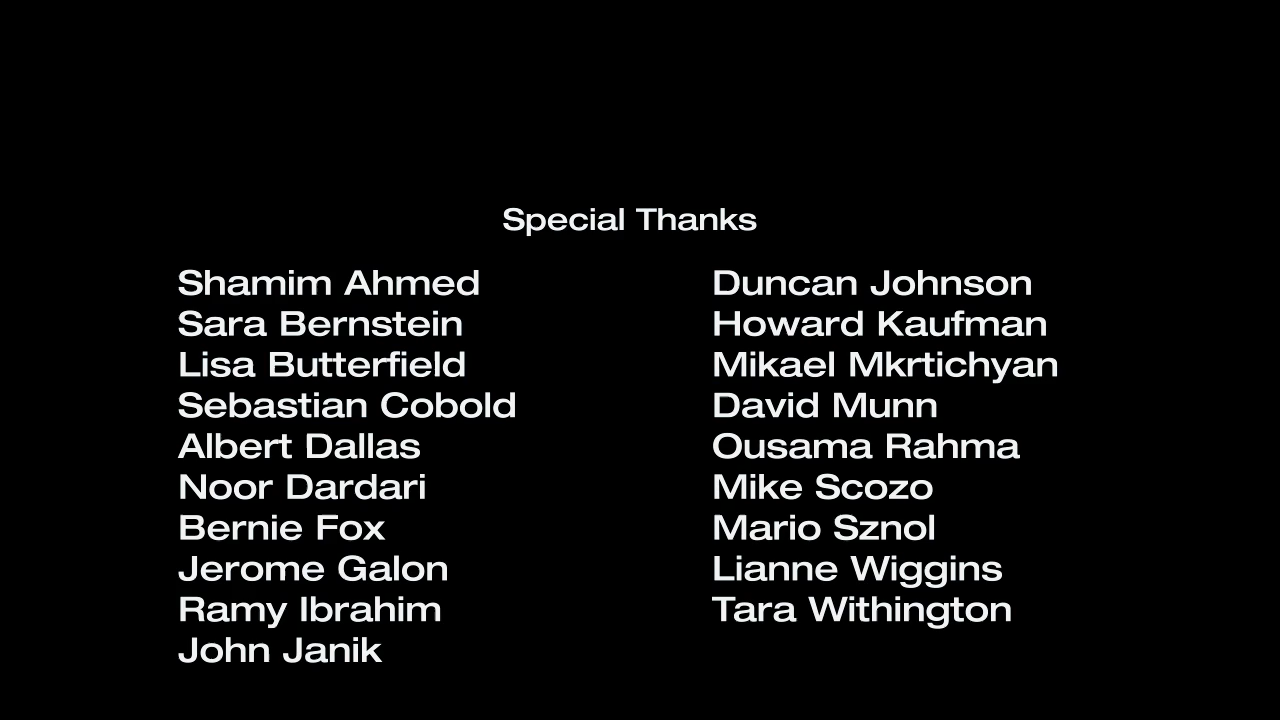 Special Thanks
Shamim Ahmed
Sara Bernstein
Lisa Butterfield
Sebastian Cobold
Albert Dallas
Noor Dardari
Bernie Fox
Jerome Galon
Ramy Ibrahim
John Janik
Duncan Johnson
Howard Kaufman
Mikael Mkrtichyan
David Munn
Ousama Rahma
Mike Scozo
Mario Sznol
Lianne Wiggins
Tara Withington